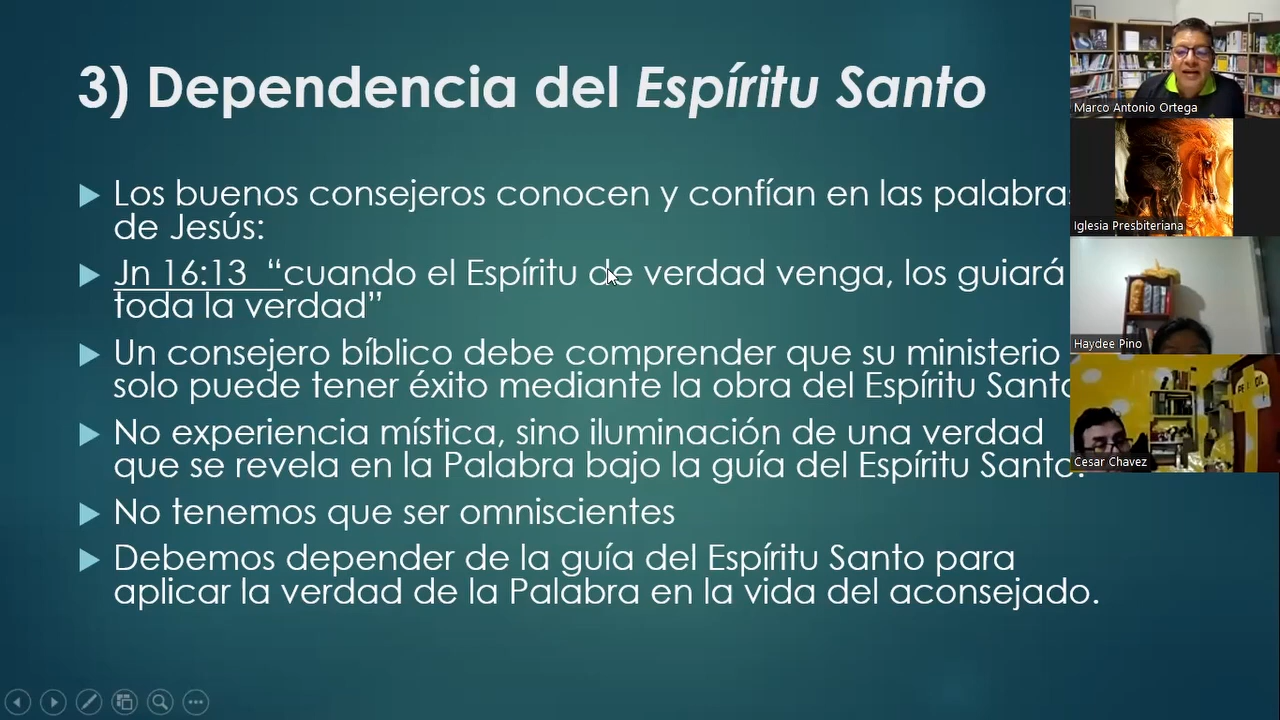 3) Dependencia del Espíritu Santo
Los buenos consejeros conocen y confían en las
de Jesús:
Jn 16:13 “cuando el Espíritu de verdad venga, los guiará
toda la verdad”
Un consejero bíblico debe comprender que su ministerio
solo puede tener éxito mediante la obra del Espíritu
No experiencia mística, sino iluminación de una verdad
que se revela en la Palabra bajo la guía del Espíritu Santo.
No tenemos que ser omniscientes
Debemos depender de la guía del Espíritu Santo para
aplicar la verdad de la Palabra en la vida del aconsejado.
Marco Antonio Ortega
Iglesia Presbiteriana
Haydee Pino
Cesar Chavez